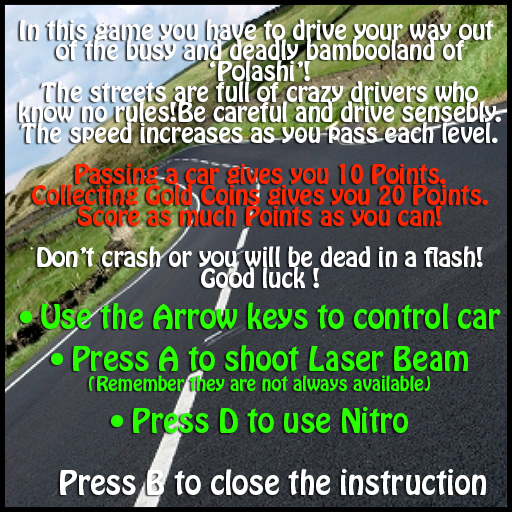 In this game you have to drive your way out
of the busy and deadly bambooland of
'Polashi'!
The streets are full of crazy drivers who
know no rules!Be careful and drive sensebly.
The speed increases as you pass each level.
Passing a car gives you 10 Points.
Collecting Gold Coins gives you 20 Points.
Score as much Points as you can!
Don't crash or you will be dead in a flash!
Good luck !
• Use the Arrow keys to control car
• Press A to shoot Laser Beam
(Remember they are not always available)
• Press D to use Nitro
Press B to close the instruction